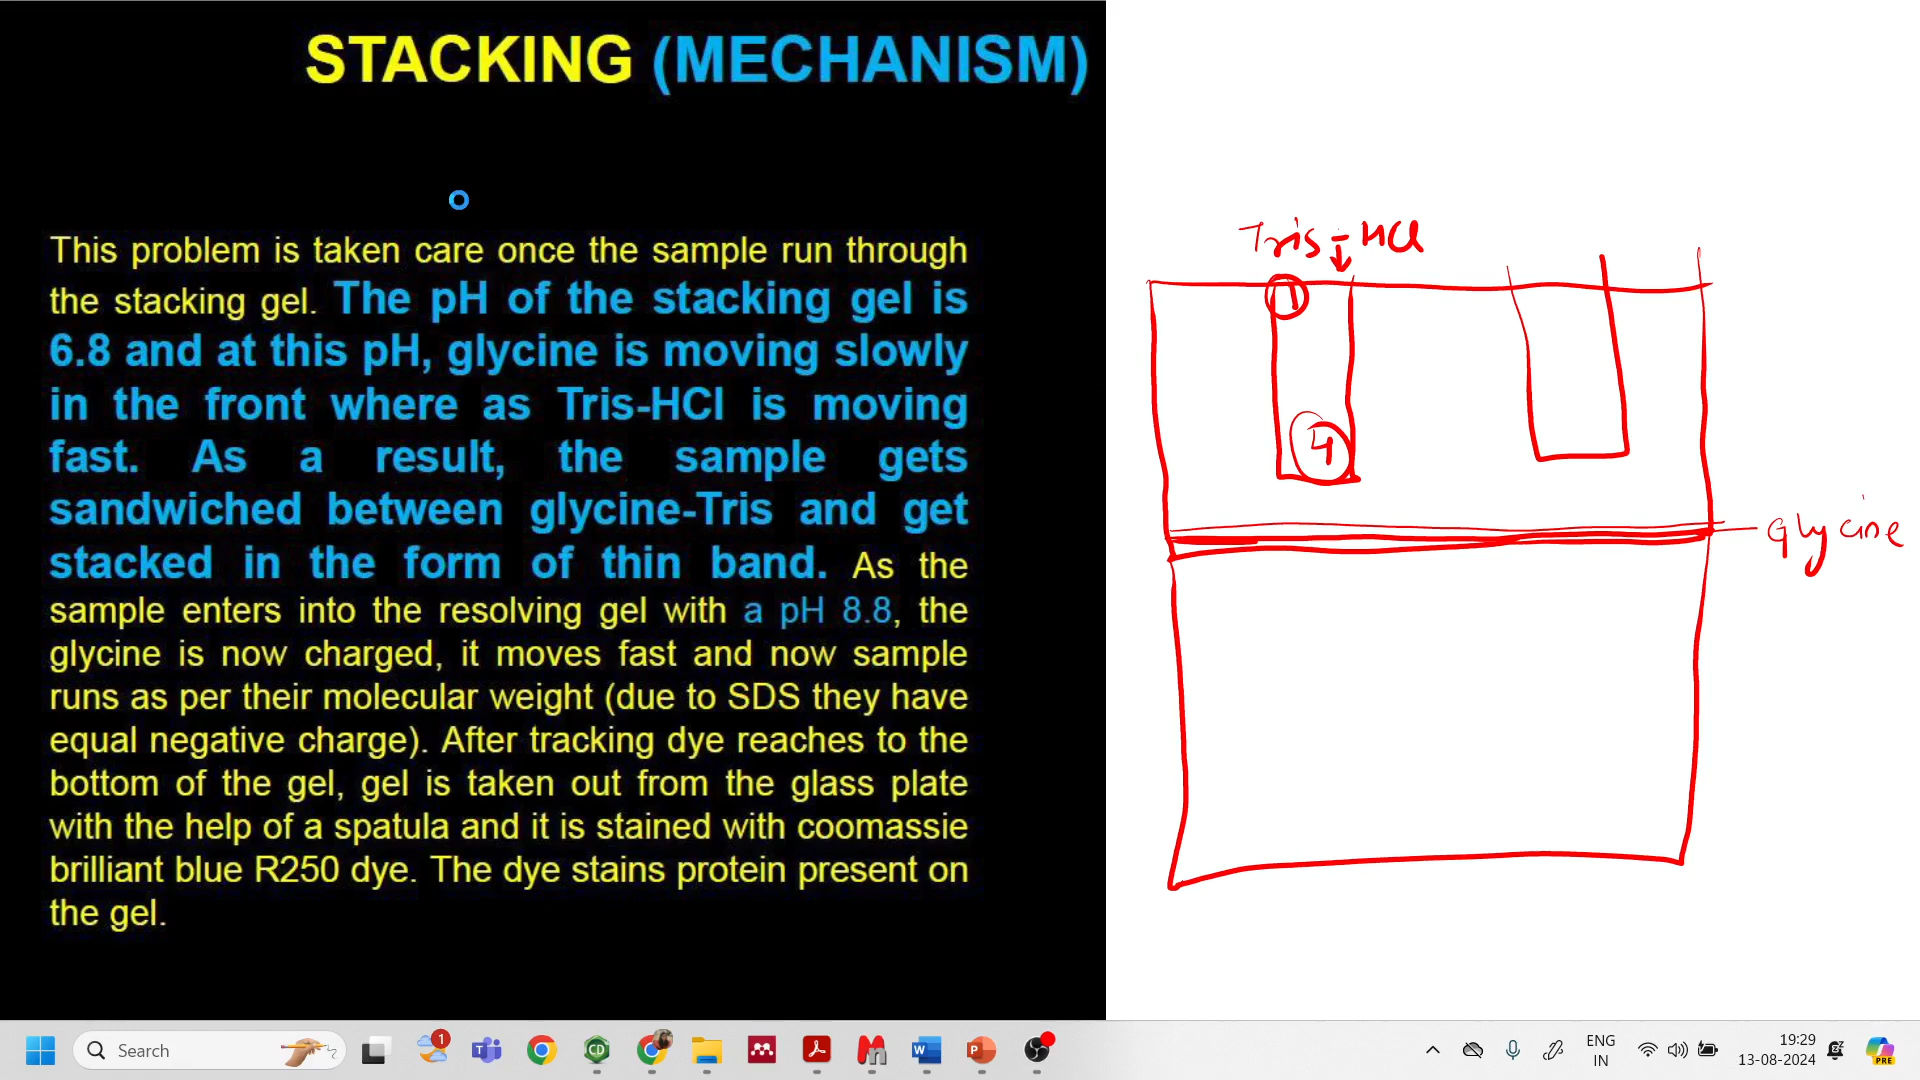 STACKING (MECHANISM)
This problem is taken care once the sample run through
the stacking gel. The pH of the stacking gel is
6.8 and at this pH, glycine is moving slowly
in the front where as Tris-HCl is moving
fast. As a result, the sample gets
sandwiched between glycine-Tris and get
stacked in the form of thin band. As the
sample enters into the resolving gel with a pH 8.8, the
glycine is now charged, it moves fast and now sample
runs as per their molecular weight (due to SDS they have
equal negative charge). After tracking dye reaches to the
bottom of the gel, gel is taken out from the glass plate
with the help of a spatula and it is stained with coomassie
brilliant blue R250 dye. The dye stains protein present on
the gel.
Tris - HCl
1
4
Glycine
Search
1
CD
W
P
ENG
IN
19:29
13-08-2024
PRE